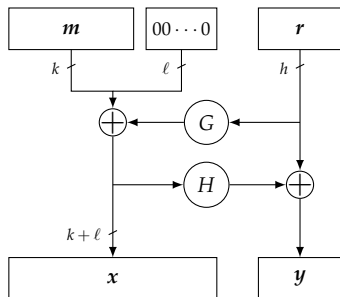 m 00···0 r
k ℓ h
⊕ G
H ⊕
k + ℓ
x y